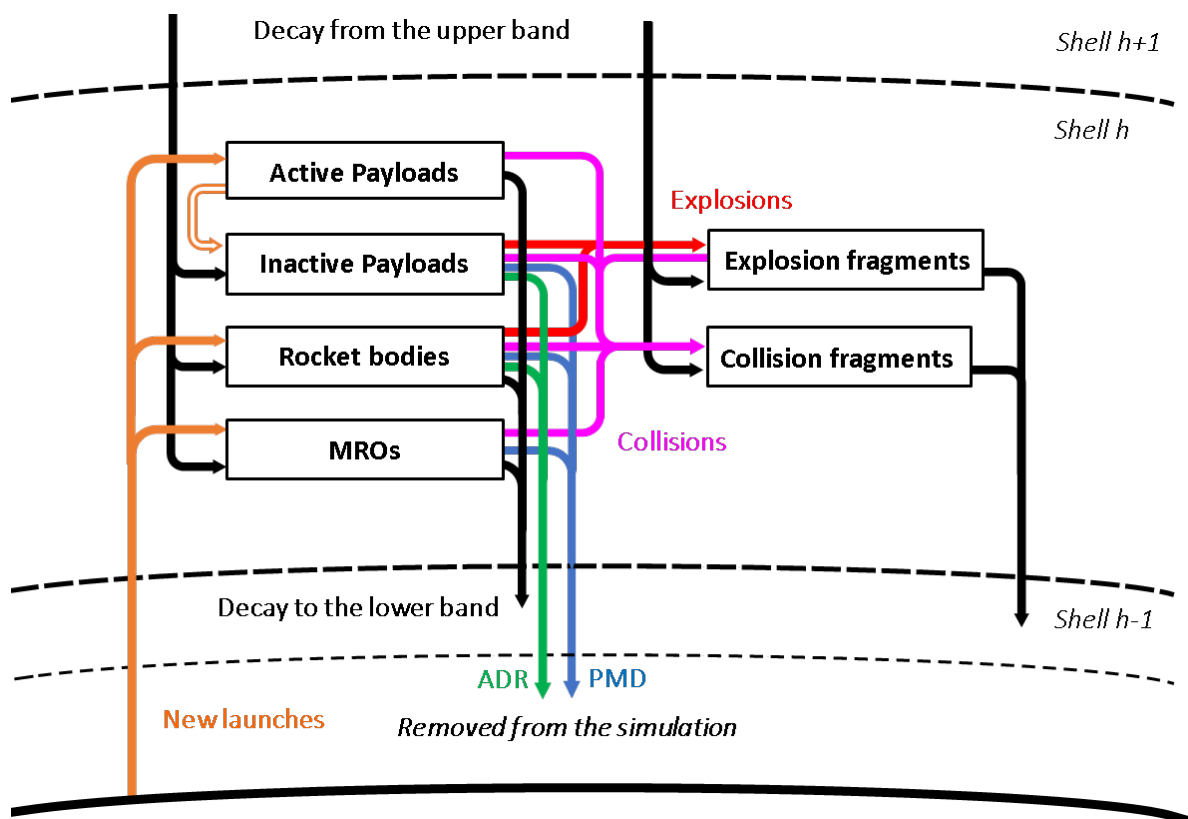 Decay from the upper band
Shell h+1
Shell h
Active Payloads
Explosions
Inactive Payloads
Explosion fragments
Rocket bodies
Collision fragments
MROs
Collisions
Decay to the lower band
Shell h-1
ADR
PMD
New launches
Removed from the simulation